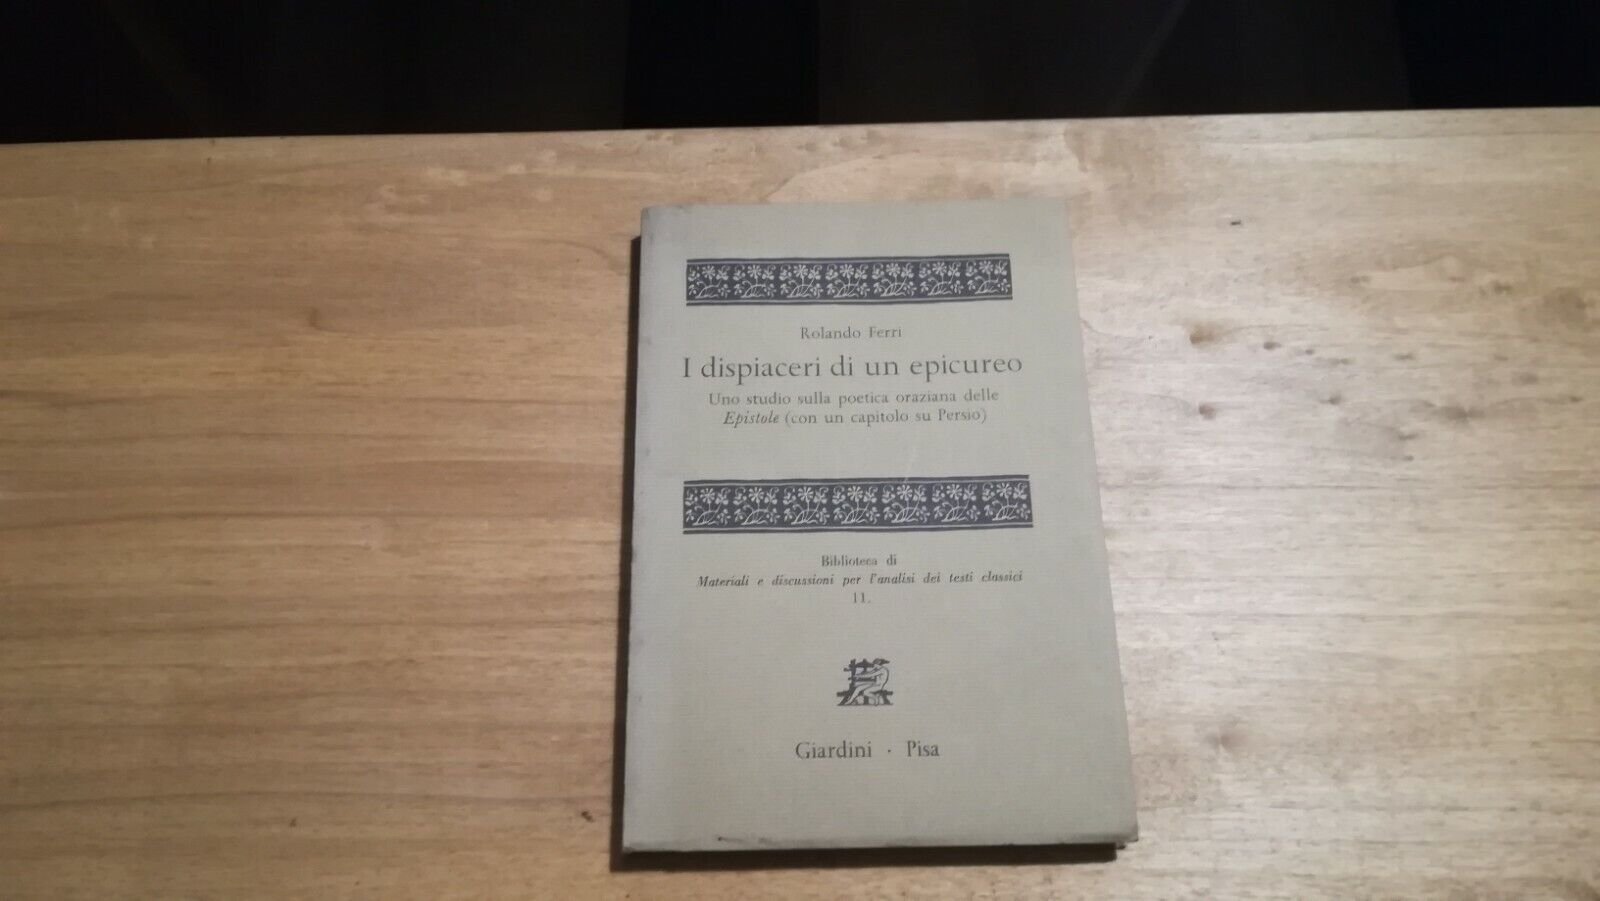 Rolando Ferri
I dispiaceri di un epicureo
Uno studio sulla poetica oraziana delle
Epistole (con un capitolo su Persio)
Biblioteca di
Materiali e discussioni per l'analisi dei testi classici
11.
Giardini · Pisa